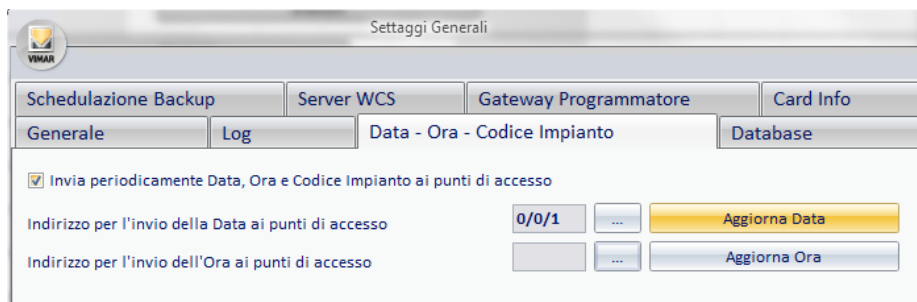 Settaggi Generali
VIMAR
Schedulazione Backup Server WCS Gateway Programmatore Card Info
Generale Log Data - Ora - Codice Impianto Database
Invia periodicamente Data, Ora e Codice Impianto ai punti di accesso
Indirizzo per l'invio della Data ai punti di accesso 0/0/1 ... Aggiorna Data
Indirizzo per l'invio dell'Ora ai punti di accesso ... Aggiorna Ora